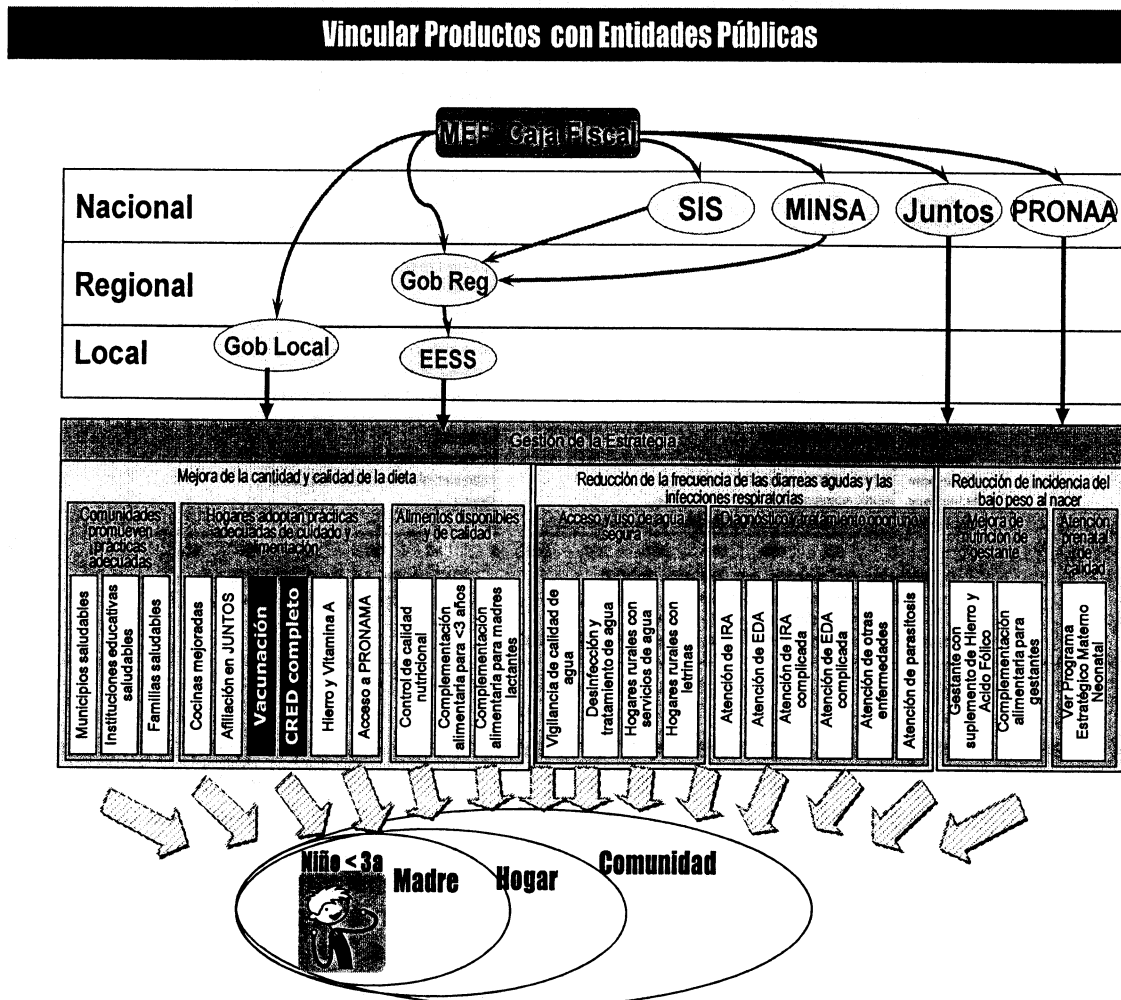 Vincular Productos con Entidades Públicas
MEF Caja Fiscal
Nacional
SIS
MINSA
Juntos
PRONAA
Regional
Gob Reg
Local
Gob Local
EESS
Gestión de la Estrategia
Mejora de la cantidad y calidad de la dieta
Reducción de la frecuencia de las diarreas agudas y las
infecciones respiratorias
Reducción de incidencia del
bajo peso al nacer
Comunidades
promueven
prácticas
adecuadas
Hogares adoptan prácticas
adecuadas de cuidado y
alimentación
Alimentos disponibles
y de calidad
Acceso y uso de agua
segura
Diagnóstico y tratamiento oportuno
Mejora de
nutrición de
gestante
Atención
prenatal
de
calidad
Municipios saludables
Instituciones educativas
saludables
Familias saludables
Cocinas mejoradas
Afiliación en JUNTOS
Vacunación
CRED completo
Hierro y Vitamina A
Acceso a PRONAMA
Control de calidad
nutricional
Complementación
alimentaria para <3 años
Complementación
alimentaria para madres
lactantes
Vigilancia de calidad de
agua
Desinfección y
tratamiento de agua
Hogares rurales con
servicios de agua
Hogares rurales con
letrinas
Atención de IRA
Atención de EDA
Atención de IRA
complicada
Atención de EDA
complicada
Atención de otras
enfermedades
Atención de parasitosis
Gestante con
suplemento de Hierro y
Acido Fólico
Complementación
alimentaria para
gestantes
Ver Programa
Estratégico Materno
Neonatal
Niño < 3a
Madre
Hogar
Comunidad